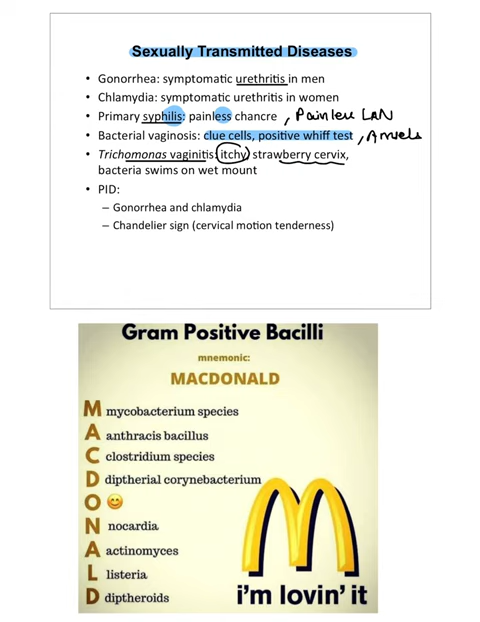 Sexually Transmitted Diseases
• Gonorrhea: symptomatic urethritis in men
• Chlamydia: symptomatic urethritis in women
• Primary syphilis: painless chancre , Painless LAN
• Bacterial vaginosis: clue cells, positive whiff test , Amsels
• Trichomonas vaginitis: itchy, strawberry cervix,
bacteria swims on wet mount
• PID:
– Gonorrhea and chlamydia
– Chandelier sign (cervical motion tenderness)
Gram Positive Bacilli
mnemonic:
MACDONALD
M mycobacterium species
A anthracis bacillus
C clostridium species
D diptherial corynebacterium
O 😊
N nocardia
A actinomyces
L listeria
D diptheroids
i'm lovin' it